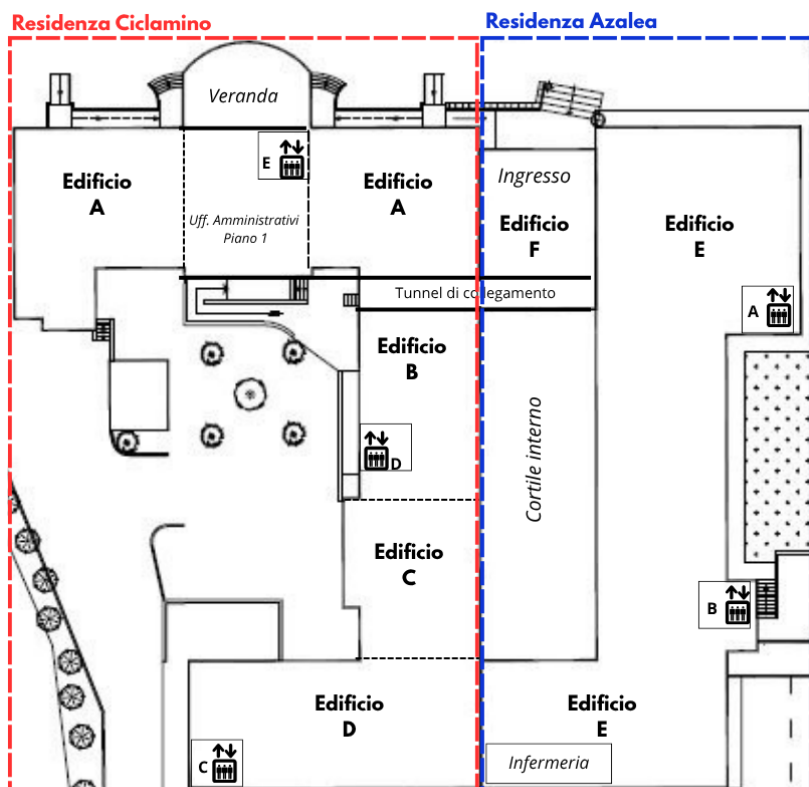 Residenza Ciclamino
Residenza Azalea
Veranda
E
Edificio
A
Edificio
A
Ingresso
Edificio
F
Edificio
E
Uff. Amministrativi
Piano 1
Tunnel di collegamento
A
Edificio
B
D
Cortile interno
Edificio
C
B
Edificio
D
Edificio
E
C
Infermeria